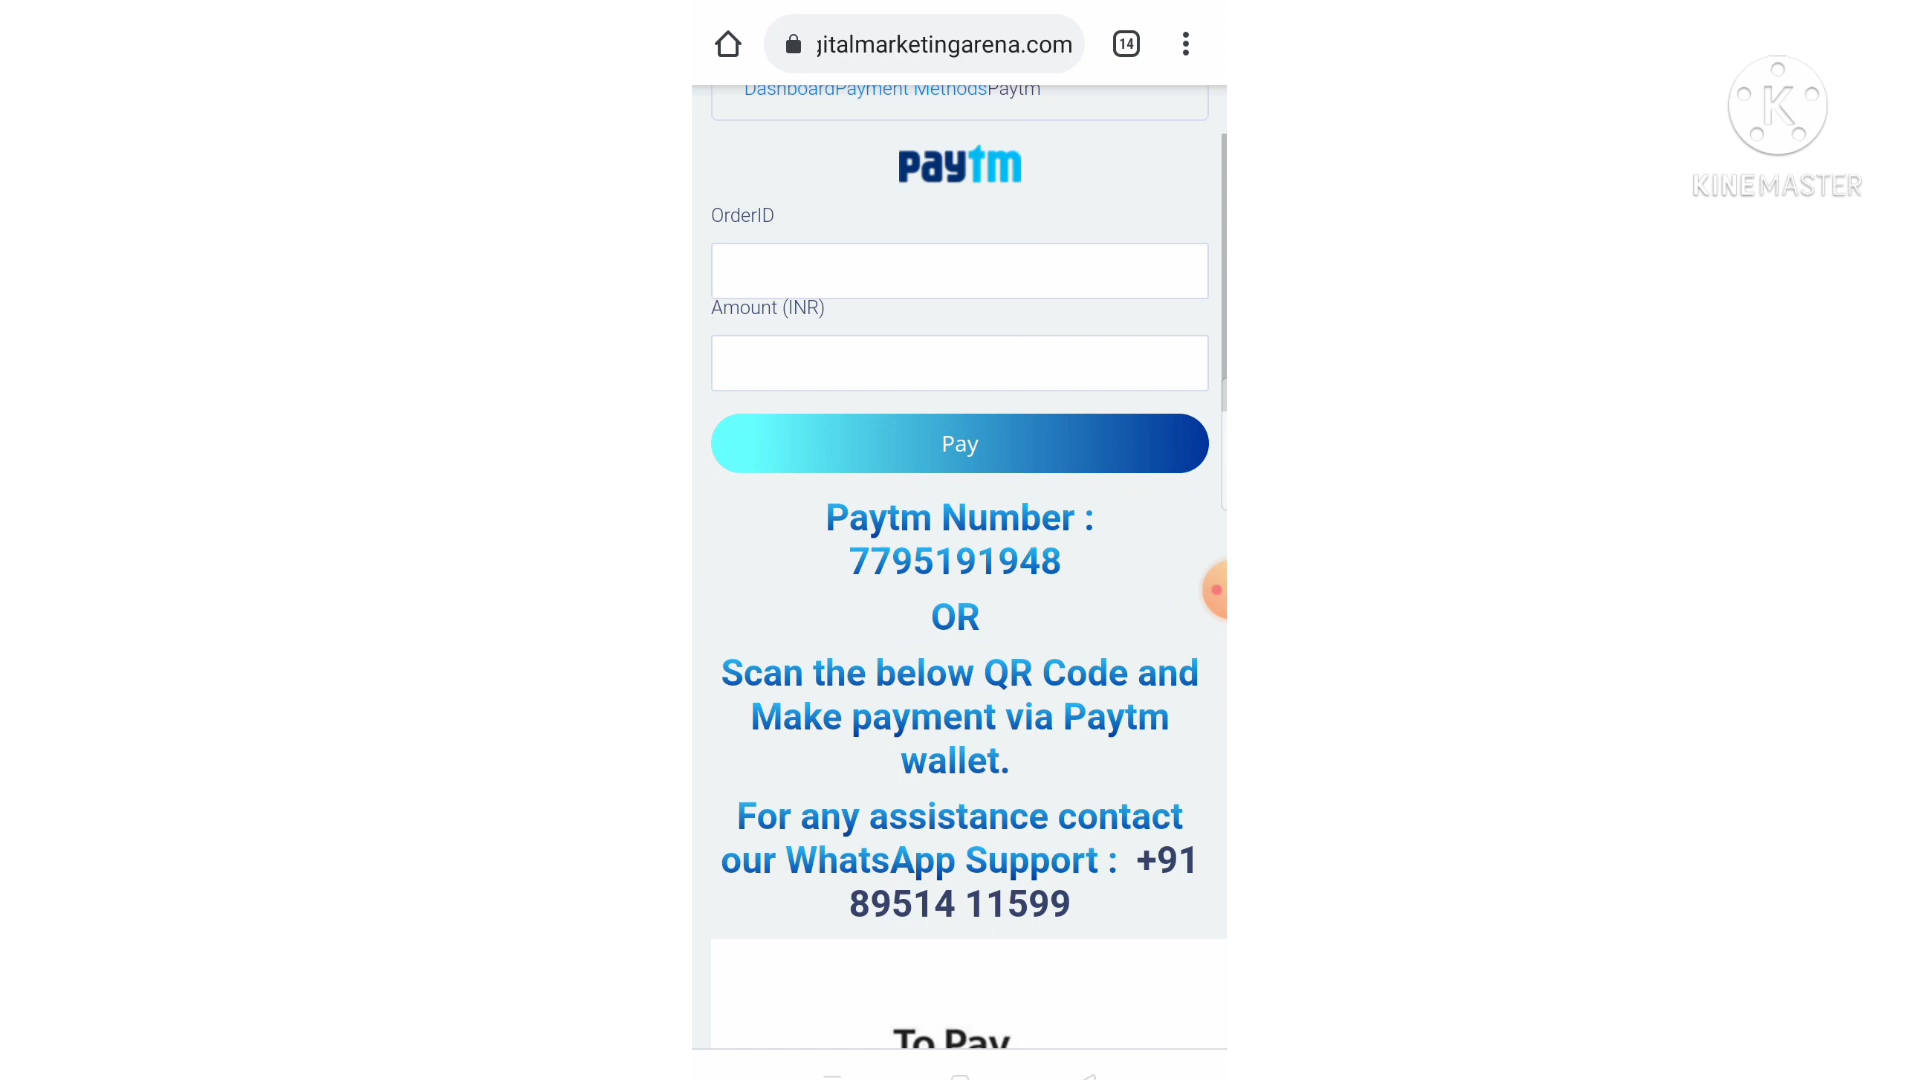 gitalmarketingarena.com
14
DashboardPayment MethodsPaytm
paytm
K
KINEMASTER
OrderID
Amount (INR)
Pay
Paytm Number :
7795191948
OR
Scan the below QR Code and
Make payment via Paytm
wallet.
For any assistance contact
our WhatsApp Support : +91
89514 11599
To Pay